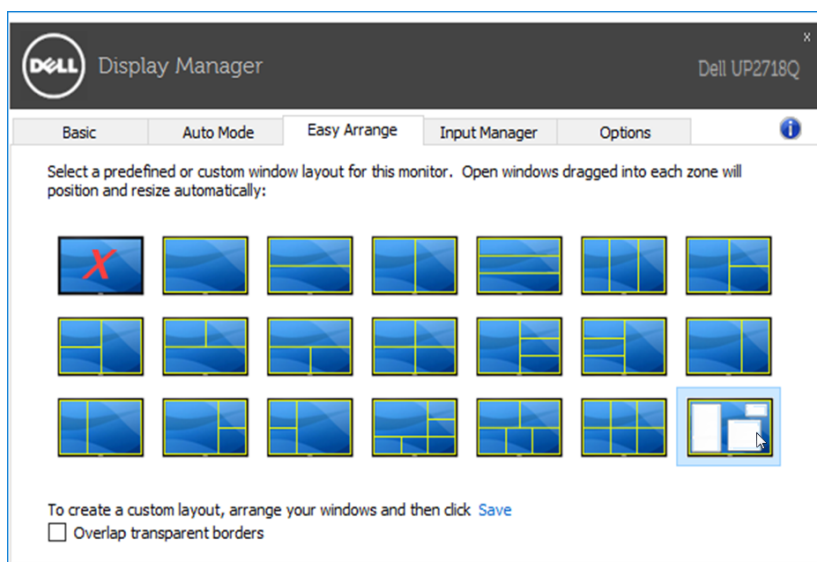 x
DELL Display Manager Dell UP2718Q
Basic Auto Mode Easy Arrange Input Manager Options i
Select a predefined or custom window layout for this monitor. Open windows dragged into each zone will
position and resize automatically:
X
To create a custom layout, arrange your windows and then click Save
Overlap transparent borders